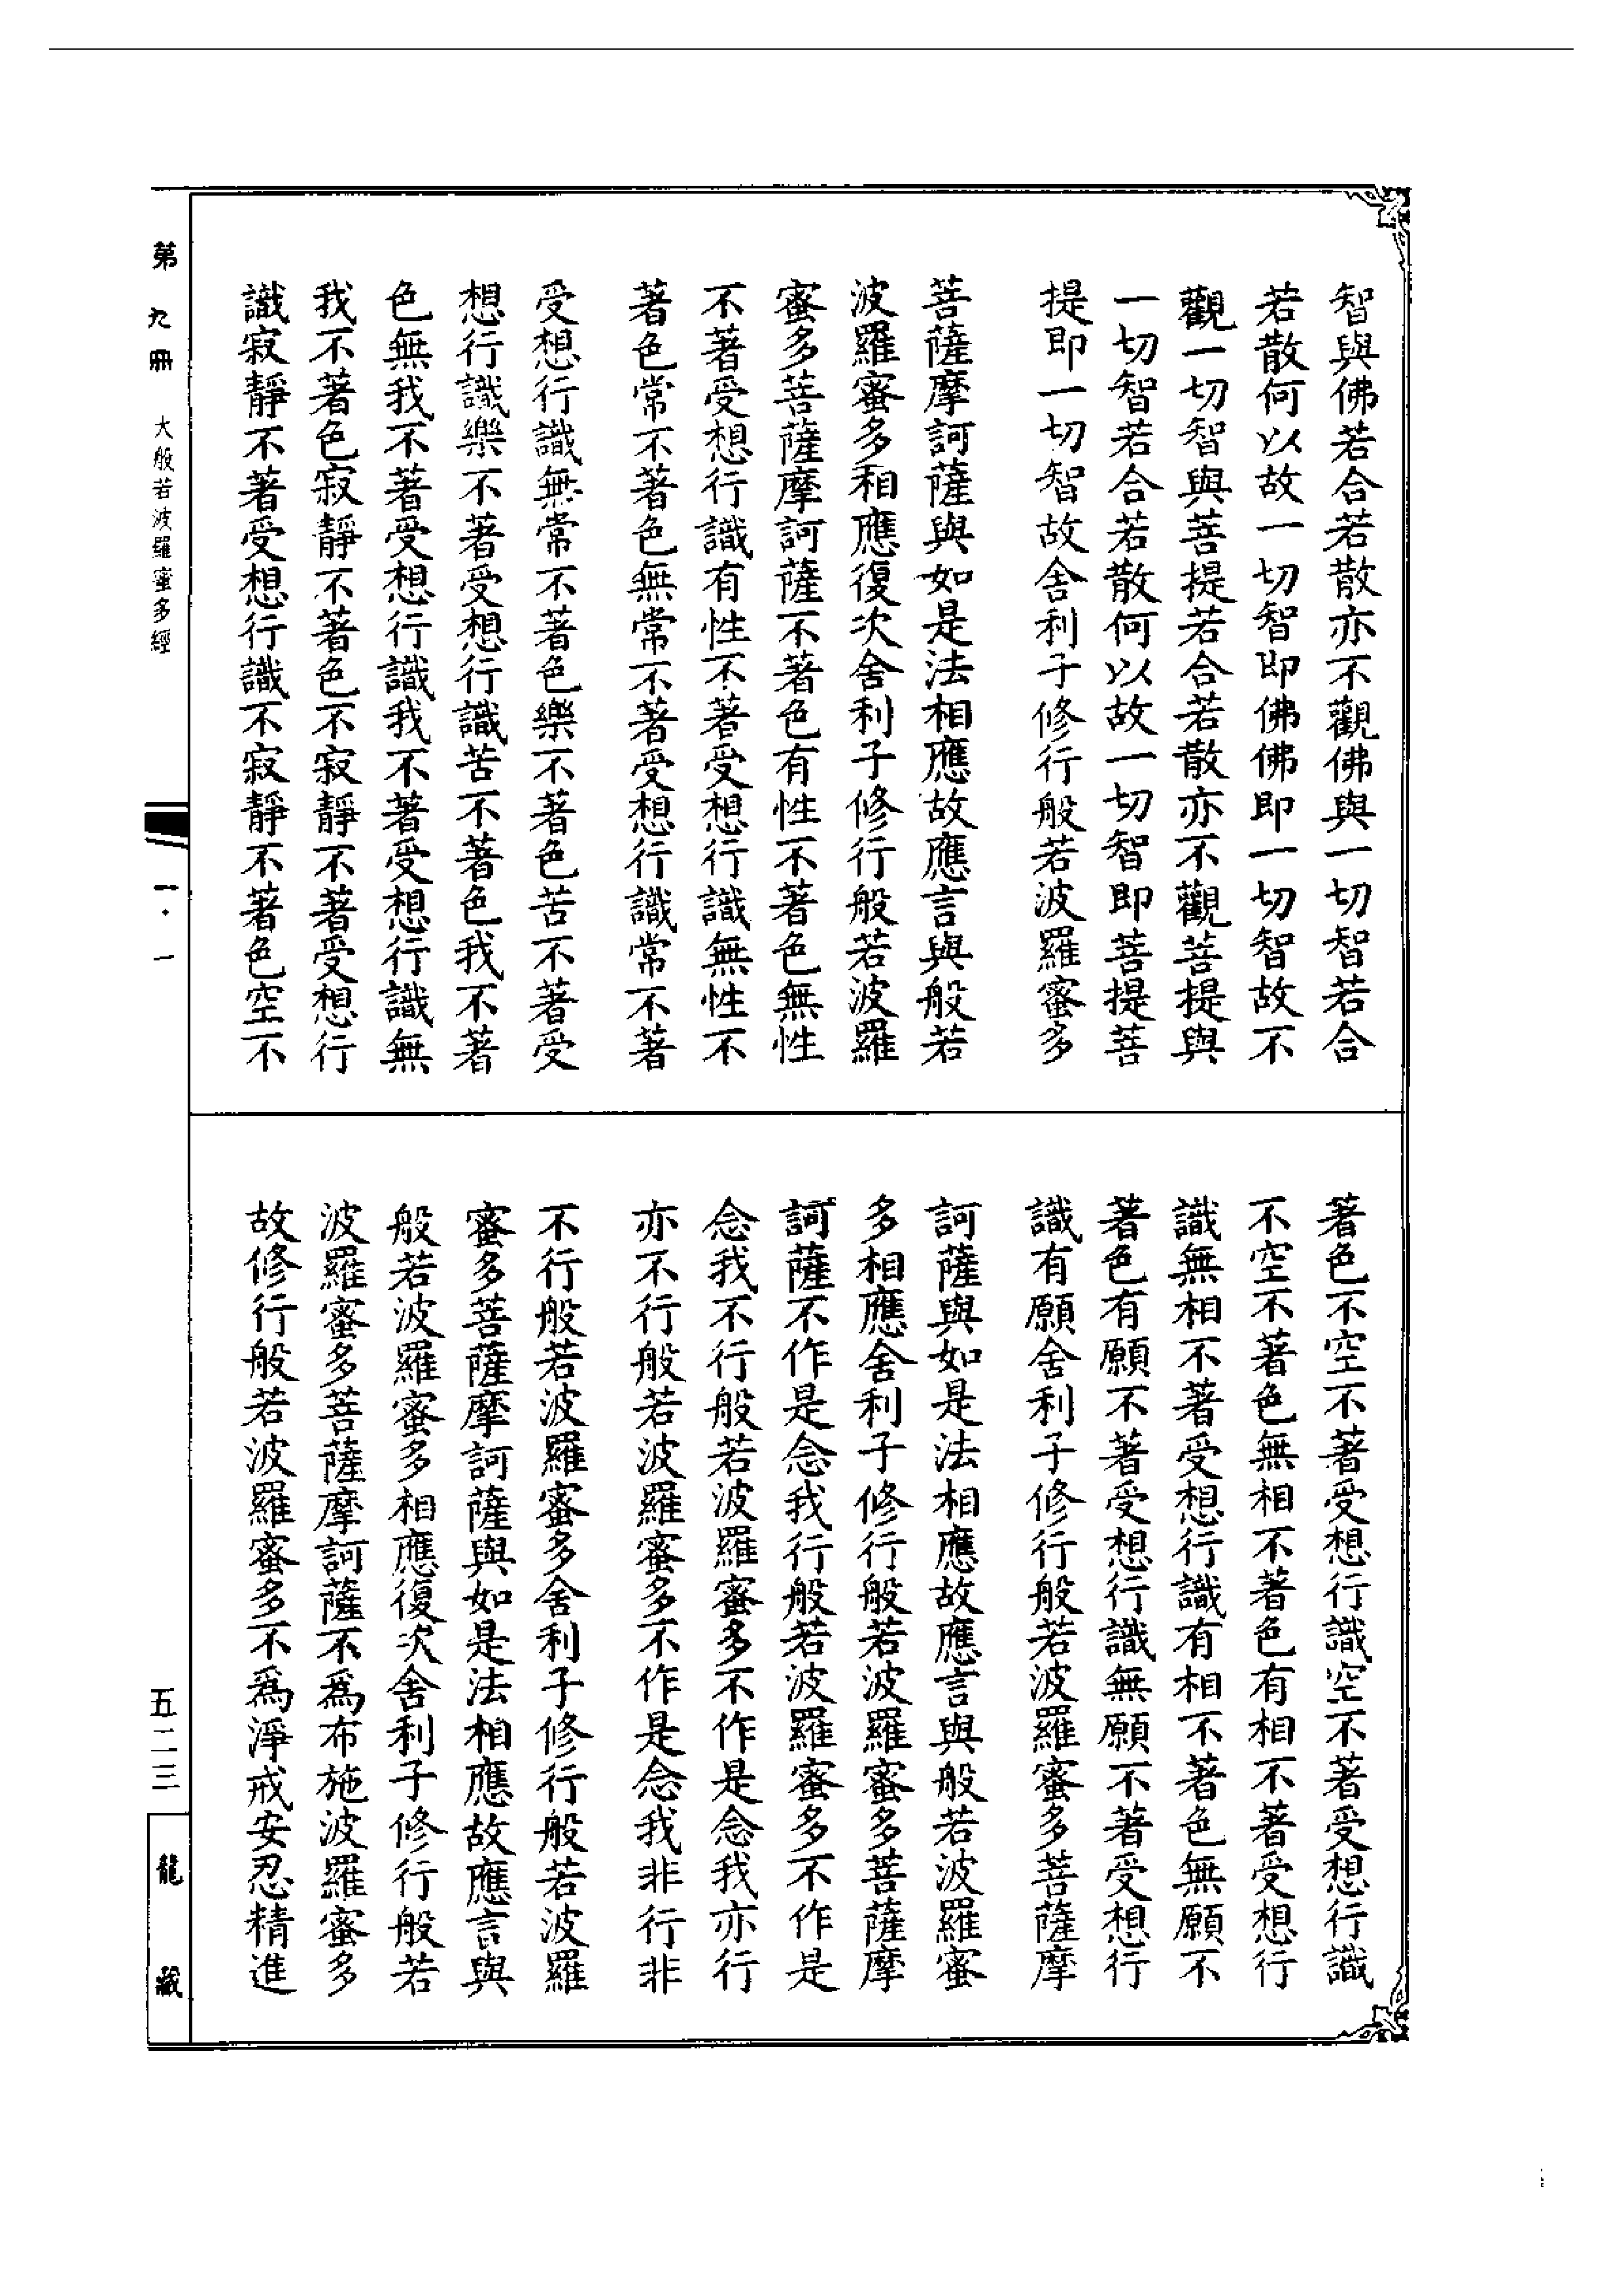 智與佛若合若散亦不觀佛與一切智若合
若散何以故一切智即佛佛即一切智故不
觀一切智與菩提若合若散亦不觀菩提與
一切智若合若散何以故一切智即菩提菩
提即一切智故舍利子修行般若波羅蜜多
菩薩摩訶薩與如是法相應故應言與般若
波羅蜜多相應復次舍利子修行般若波羅
蜜多菩薩摩訶薩不著色有性不著色無性
不著受想行識有性不著受想行識無性不
著色常不著色無常不著受想行識常不著
受想行識無常不著色樂不著色苦不著受
想行識樂不著受想行識苦不著色我不著
色無我不著受想行識我不著受想行識無
我不著色寂靜不著色不寂靜不著受想行
識寂靜不著受想行識不寂靜不著色空不
著色不空不著受想行識空不著受想行識
不空不著色無相不著色有相不著受想行
識無相不著受想行識有相不著色無願不
著色有願不著受想行識無願不著受想行
識有願舍利子修行般若波羅蜜多菩薩摩
訶薩與如是法相應故應言與般若波羅蜜
多相應舍利子修行般若波羅蜜多菩薩摩
訶薩不作是念我行般若波羅蜜多不作是
念我不行般若波羅蜜多不作是念我亦行
亦不行般若波羅蜜多不作是念我非行非
不行般若波羅蜜多舍利子修行般若波羅
蜜多菩薩摩訶薩與如是法相應故應言與
般若波羅蜜多相應復次舍利子修行般若
波羅蜜多菩薩摩訶薩不為布施波羅蜜多
故修行般若波羅蜜多不為淨戒安忍精進
第九冊 大般若波羅蜜多經 一·一 五二三 龍藏